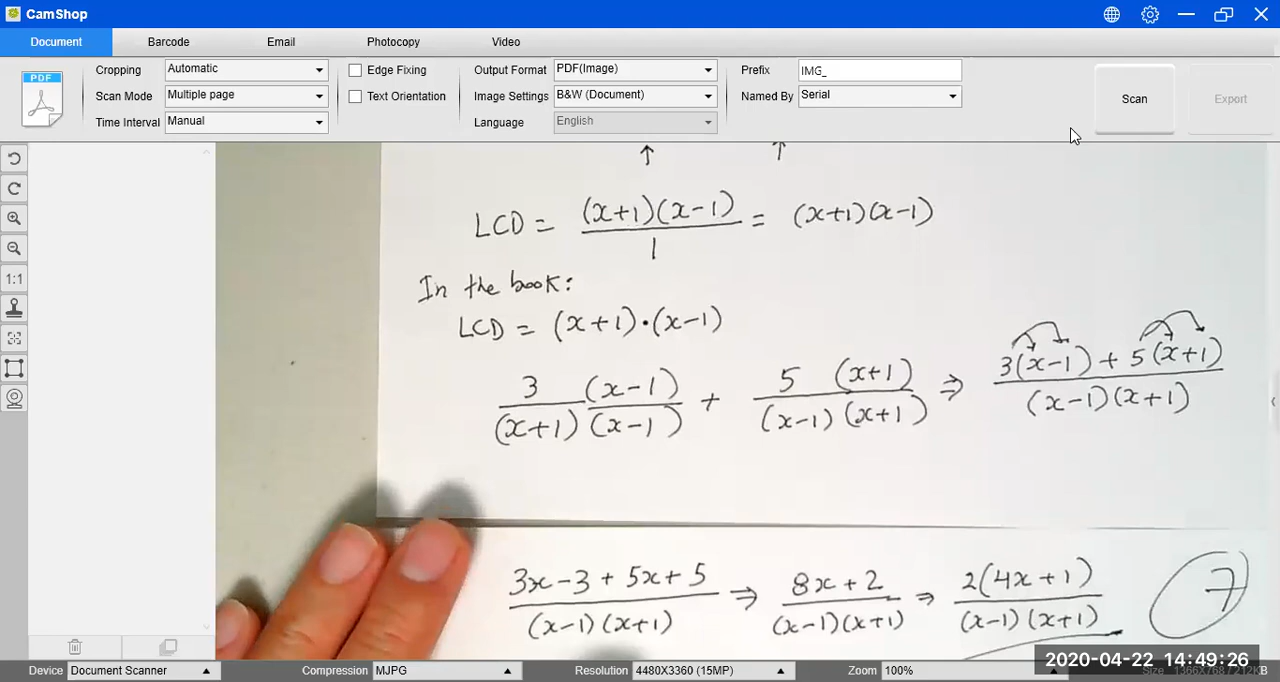 CamShop
Document Barcode Email Photocopy Video
PDF Cropping Automatic Edge Fixing Output Format PDF(Image) Prefix IMG_
Scan Mode Multiple page Text Orientation Image Settings B&W (Document) Named By Serial Scan Export
Time Interval Manual Language English
1:1
LCD = (x+1)(x-1)/1 = (x+1)(x-1)
In the book:
LCD = (x+1)·(x-1)
3/(x+1) (x-1)/(x-1) + 5 (x+1)/(x-1)(x+1) ⇒ 3(x-1) + 5(x+1)/(x-1)(x+1)
3x-3 + 5x+5/(x-1)(x+1) ⇒ 8x+2/(x-1)(x+1) ⇒ 2(4x+1)/(x-1)(x+1) 7
2020-04-22 14:49:26
Device Document Scanner Compression MJPG Resolution 4480X3360 (15MP) Zoom 100%